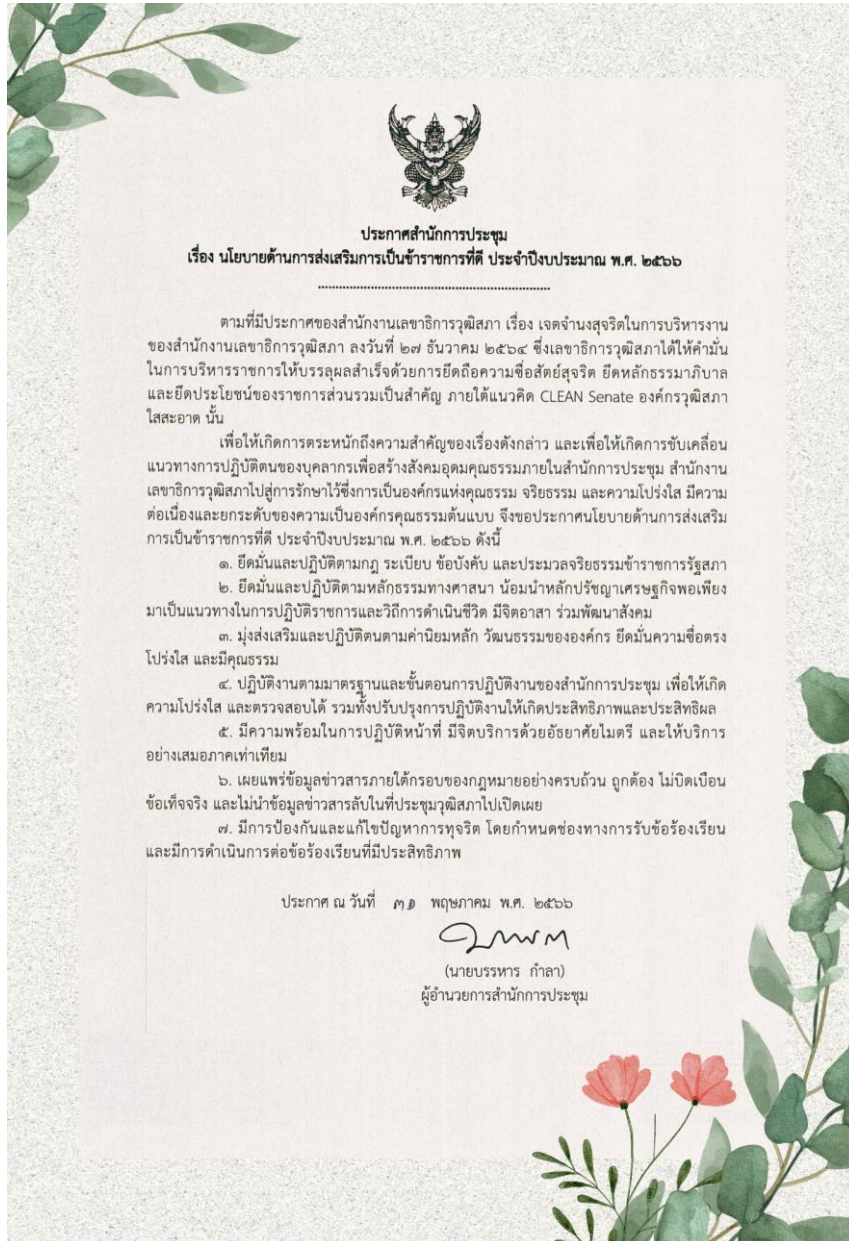 ประกาศสำนักการประชุม
เรื่อง นโยบายด้านการส่งเสริมการเป็นข้าราชการที่ดี ประจำปีงบประมาณ พ.ศ. ๒๕๖๖
ตามที่มีประกาศของสำนักงานเลขาธิการวุฒิสภา เรื่อง เจตจำนงสุจริตในการบริหารงาน
ของสำนักงานเลขาธิการวุฒิสภา ลงวันที่ ๒๗ ธันวาคม ๒๕๖๔ ซึ่งเลขาธิการวุฒิสภาได้ให้คำมั่น
ในการบริหารราชการให้บรรลุผลสำเร็จด้วยการยึดถือความซื่อสัตย์สุจริต ยึดหลักธรรมาภิบาล
และยึดประโยชน์ของราชการส่วนรวมเป็นสำคัญ ภายใต้แนวคิด CLEAN Senate องค์กรวุฒิสภา
ใสสะอาด นั้น
เพื่อให้เกิดการตระหนักถึงความสำคัญของเรื่องดังกล่าว และเพื่อให้เกิดการขับเคลื่อน
แนวทางการปฏิบัติตนของบุคลากรเพื่อสร้างสังคมอุดมคุณธรรมภายในสำนักการประชุม สำนักงาน
เลขาธิการวุฒิสภาไปสู่การรักษาไว้ซึ่งการเป็นองค์กรแห่งคุณธรรม จริยธรรม และความโปร่งใส มีความ
ต่อเนื่องและยกระดับของความเป็นองค์กรคุณธรรมต้นแบบ จึงขอประกาศนโยบายด้านการส่งเสริม
การเป็นข้าราชการที่ดี ประจำปีงบประมาณ พ.ศ. ๒๕๖๖ ดังนี้
๑. ยึดมั่นและปฏิบัติตามกฎ ระเบียบ ข้อบังคับ และประมวลจริยธรรมข้าราชการรัฐสภา
๒. ยึดมั่นและปฏิบัติตามหลักธรรมทางศาสนา น้อมนำหลักปรัชญาเศรษฐกิจพอเพียง
มาเป็นแนวทางในการปฏิบัติราชการและวิถีการดำเนินชีวิต มีจิตอาสา ร่วมพัฒนาสังคม
๓. มุ่งส่งเสริมและปฏิบัติตนตามค่านิยมหลัก วัฒนธรรมขององค์กร ยึดมั่นความซื่อตรง
โปร่งใส และมีคุณธรรม
๔. ปฏิบัติงานตามมาตรฐานและขั้นตอนการปฏิบัติงานของสำนักการประชุม เพื่อให้เกิด
ความโปร่งใส และตรวจสอบได้ รวมทั้งปรับปรุงการปฏิบัติงานให้เกิดประสิทธิภาพและประสิทธิผล
๕. มีความพร้อมในการปฏิบัติหน้าที่ มีจิตบริการด้วยอัธยาศัยไมตรี และให้บริการ
อย่างเสมอภาคเท่าเทียม
๖. เผยแพร่ข้อมูลข่าวสารภายใต้กรอบของกฎหมายอย่างครบถ้วน ถูกต้อง ไม่บิดเบือน
ข้อเท็จจริง และไม่นำข้อมูลข่าวสารลับในที่ประชุมวุฒิสภาไปเปิดเผย
๗. มีการป้องกันและแก้ไขปัญหาการทุจริต โดยกำหนดช่องทางการรับข้อร้องเรียน
และมีการดำเนินการต่อข้อร้องเรียนที่มีประสิทธิภาพ
ประกาศ ณ วันที่ ๓๑ พฤษภาคม พ.ศ. ๒๕๖๖
(นายบรรหาร กำลา)
ผู้อำนวยการสำนักการประชุม